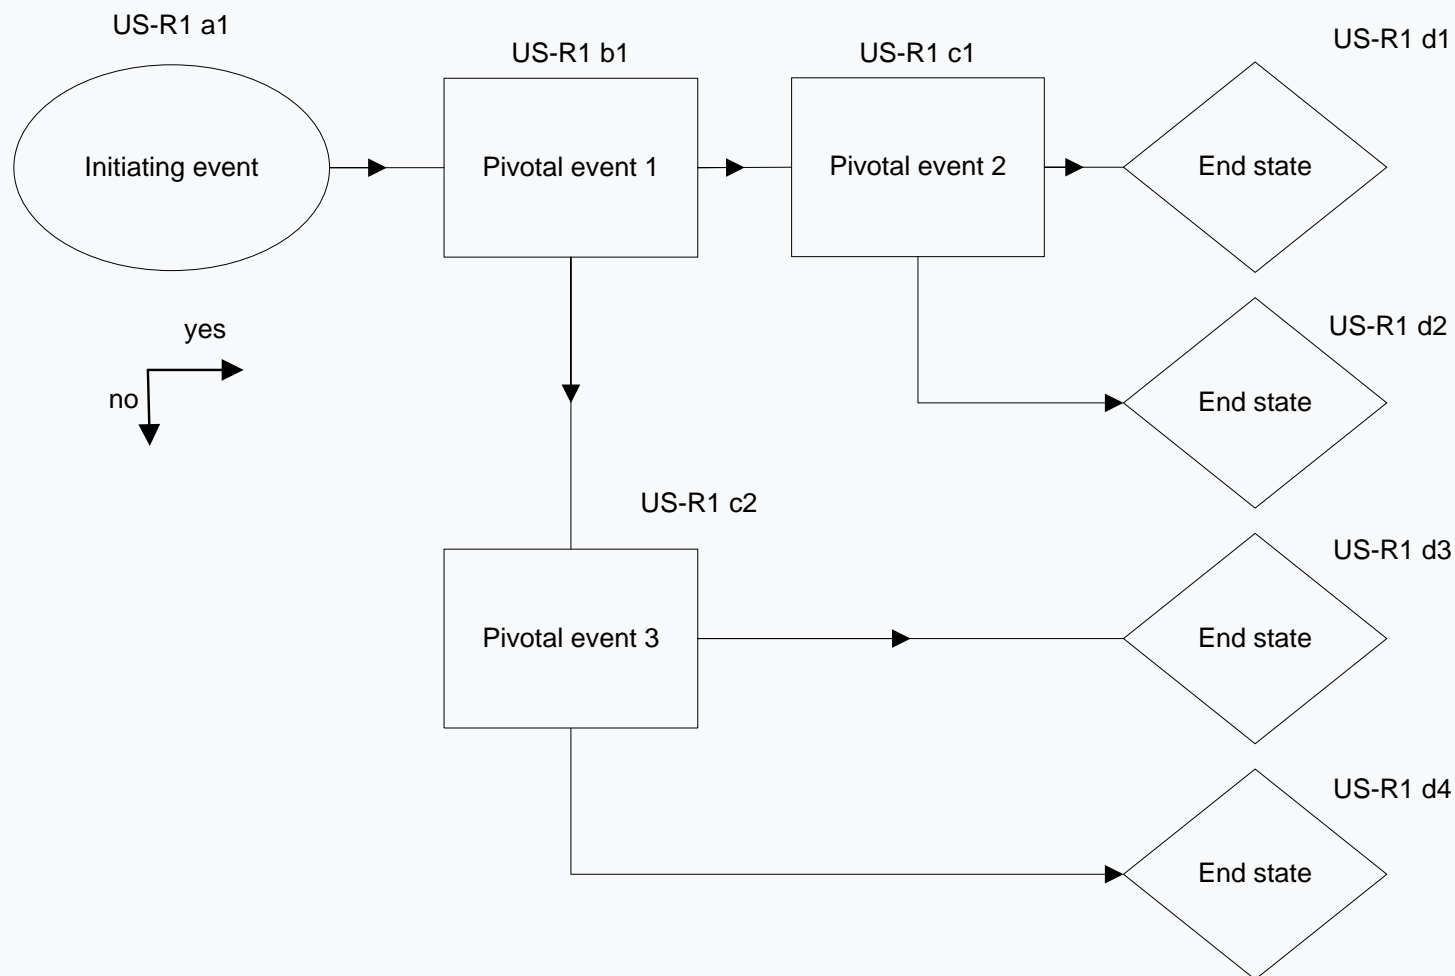 US-R1 a1
US-R1 b1
US-R1 c1
US-R1 d1
Initiating event
Pivotal event 1
Pivotal event 2
End state
yes
no
US-R1 d2
End state
US-R1 c2
US-R1 d3
Pivotal event 3
End state
US-R1 d4
End state